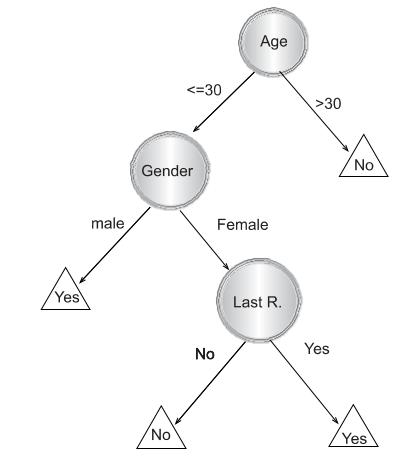 Age
<=30
>30
No
Gender
male
Female
Yes
Last R.
No
Yes
No
Yes